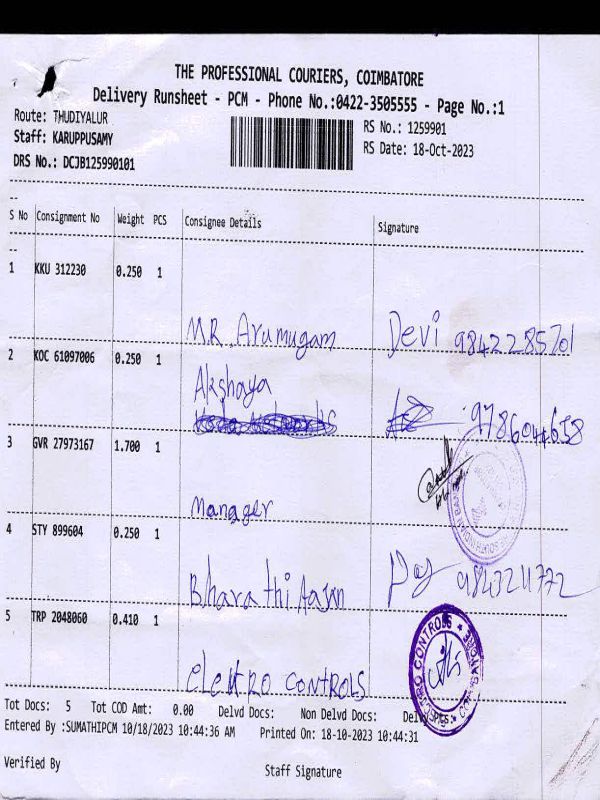 THE PROFESSIONAL COURIERS, COIMBATORE
Delivery Runsheet - PCM - Phone No.:0422-3505555 - Page No.:1
Route: THUDIYALUR
Staff: KARUPPUSAMY
DRS No.: DCJB125990101
RS No.: 1259901
RS Date: 18-Oct-2023
S No Consignment No Weight PCS Consignee Details Signature
1 KKU 312230 0.250 1
M.R. Arumugam Devi 9842285701
2 KOC 61097006 0.250 1
Akshaya
9786044658
3 GVR 27973167 1.700 1
Manager
4 STY 899604 0.250 1
Bharathi
5 TRP 2048060 0.410 1
elektro CONTROLS
CONTROLS
Tot Docs: 5 Tot COD Amt: 0.00 Delvd Docs: Non Delvd Docs:
Entered By :SUMATHIPCM 10/18/2023 10:44:36 AM Printed On: 18-10-2023 10:44:31
Verified By Staff Signature